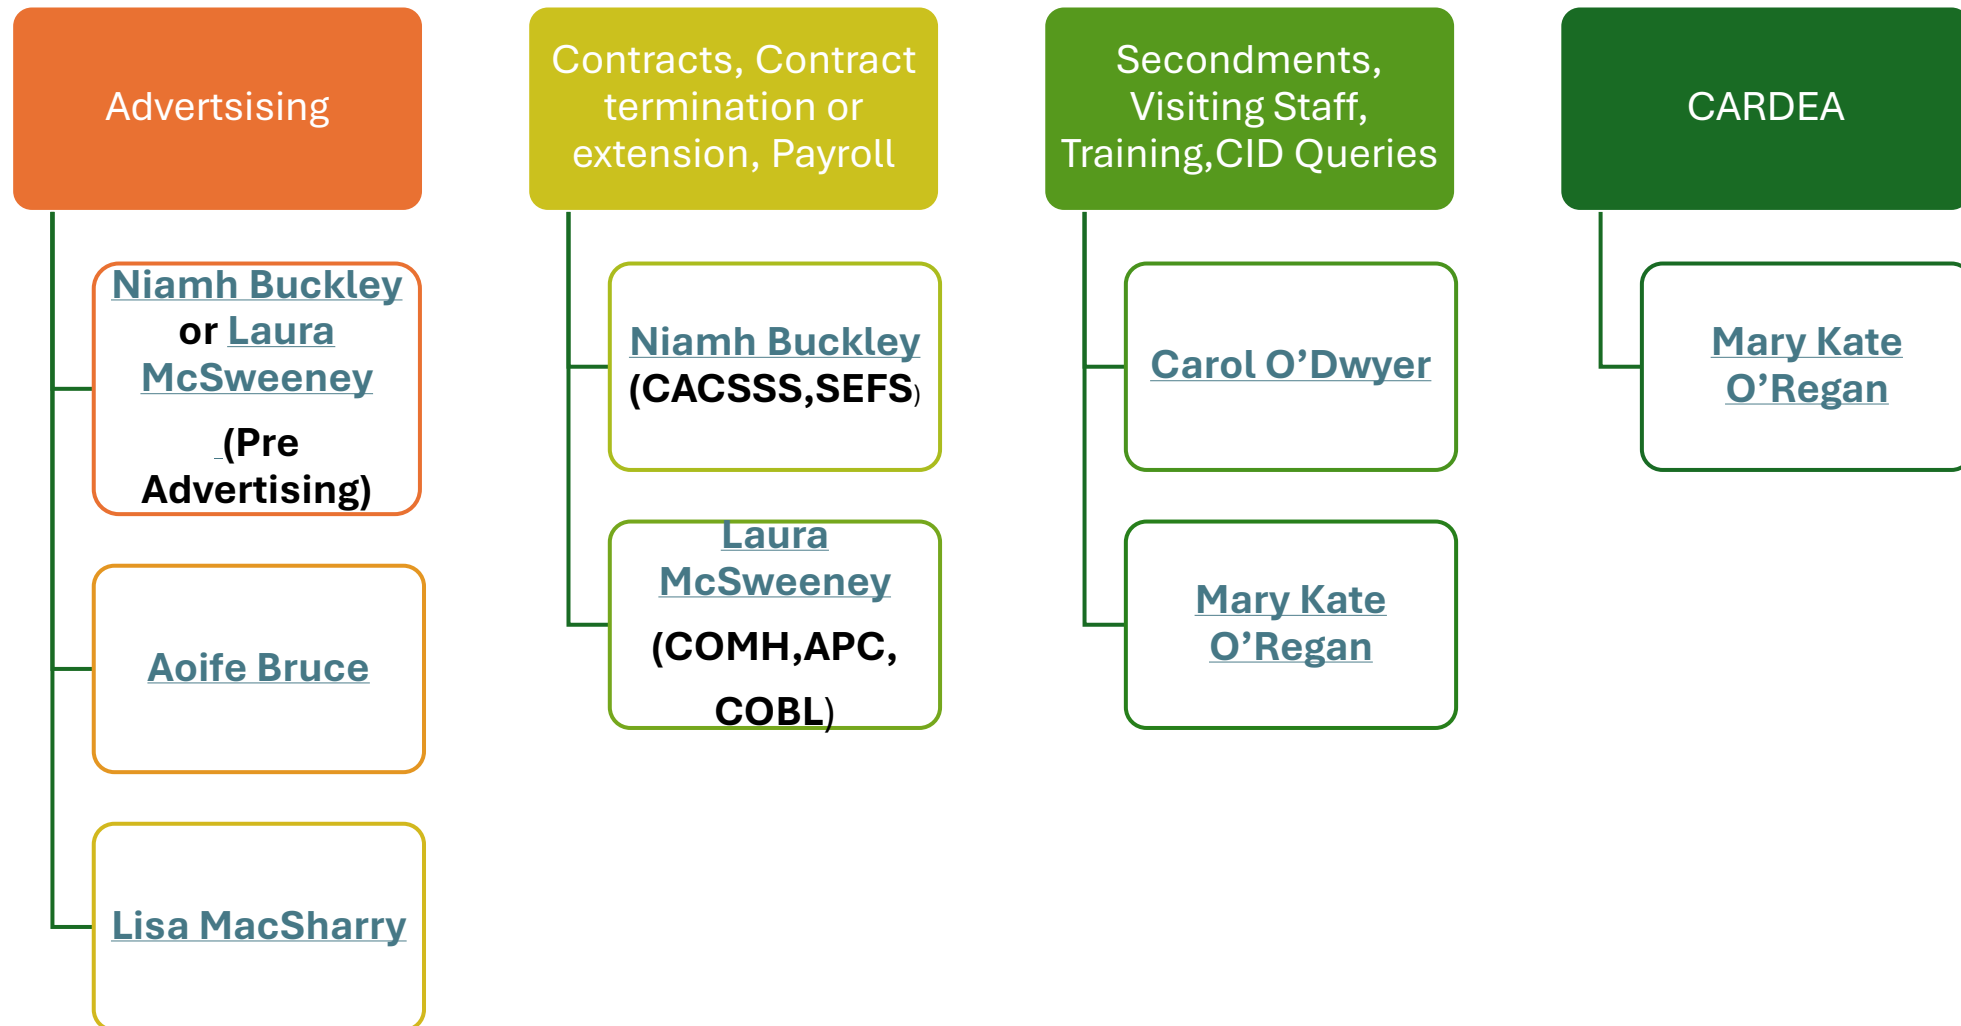 Advertsising
Niamh Buckley
or Laura
McSweeney
(Pre
Advertising)
Aoife Bruce
Lisa MacSharry
Contracts, Contract
termination or
extension, Payroll
Niamh Buckley
(CACSSS,SEFS)
Laura
McSweeney
(COMH,APC,
COBL)
Secondments,
Visiting Staff,
Training,CID Queries
Carol O’Dwyer
Mary Kate
O’Regan
CARDEA
Mary Kate
O’Regan